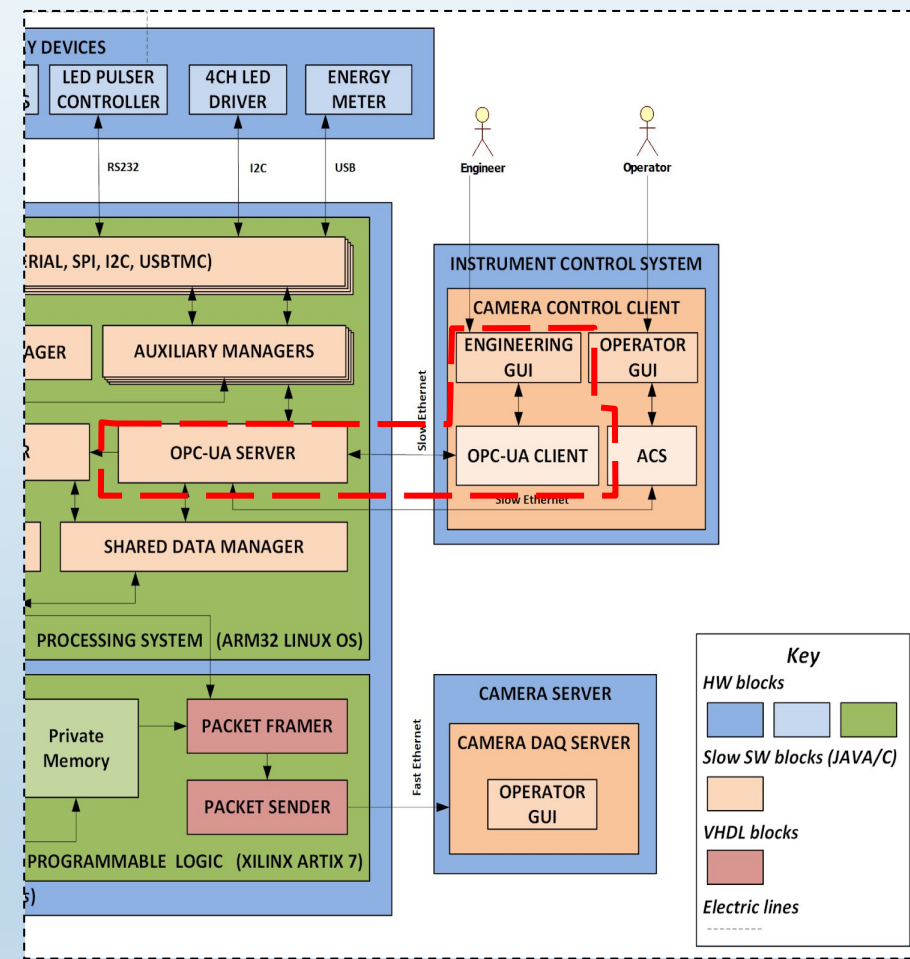 Y DEVICES
S
LED PULSER
CONTROLLER
4CH LED
DRIVER
ENERGY
METER
RS232
I2C
USB
Engineer
Operator
ERIAL, SPI, I2C, USBTMC)
AGER
AUXILIARY MANAGERS
R
OPC-UA SERVER
SHARED DATA MANAGER
PROCESSING SYSTEM (ARM32 LINUX OS)
Slow Ethernet
INSTRUMENT CONTROL SYSTEM
CAMERA CONTROL CLIENT
ENGINEERING
GUI
OPERATOR
GUI
OPC-UA CLIENT
ACS
Slow Ethernet
Private
Memory
PACKET FRAMER
PACKET SENDER
PROGRAMMABLE LOGIC (XILINX ARTIX 7)
S)
Fast Ethernet
CAMERA SERVER
CAMERA DAQ SERVER
OPERATOR
GUI
Key
HW blocks
Slow SW blocks (JAVA/C)
VHDL blocks
Electric lines